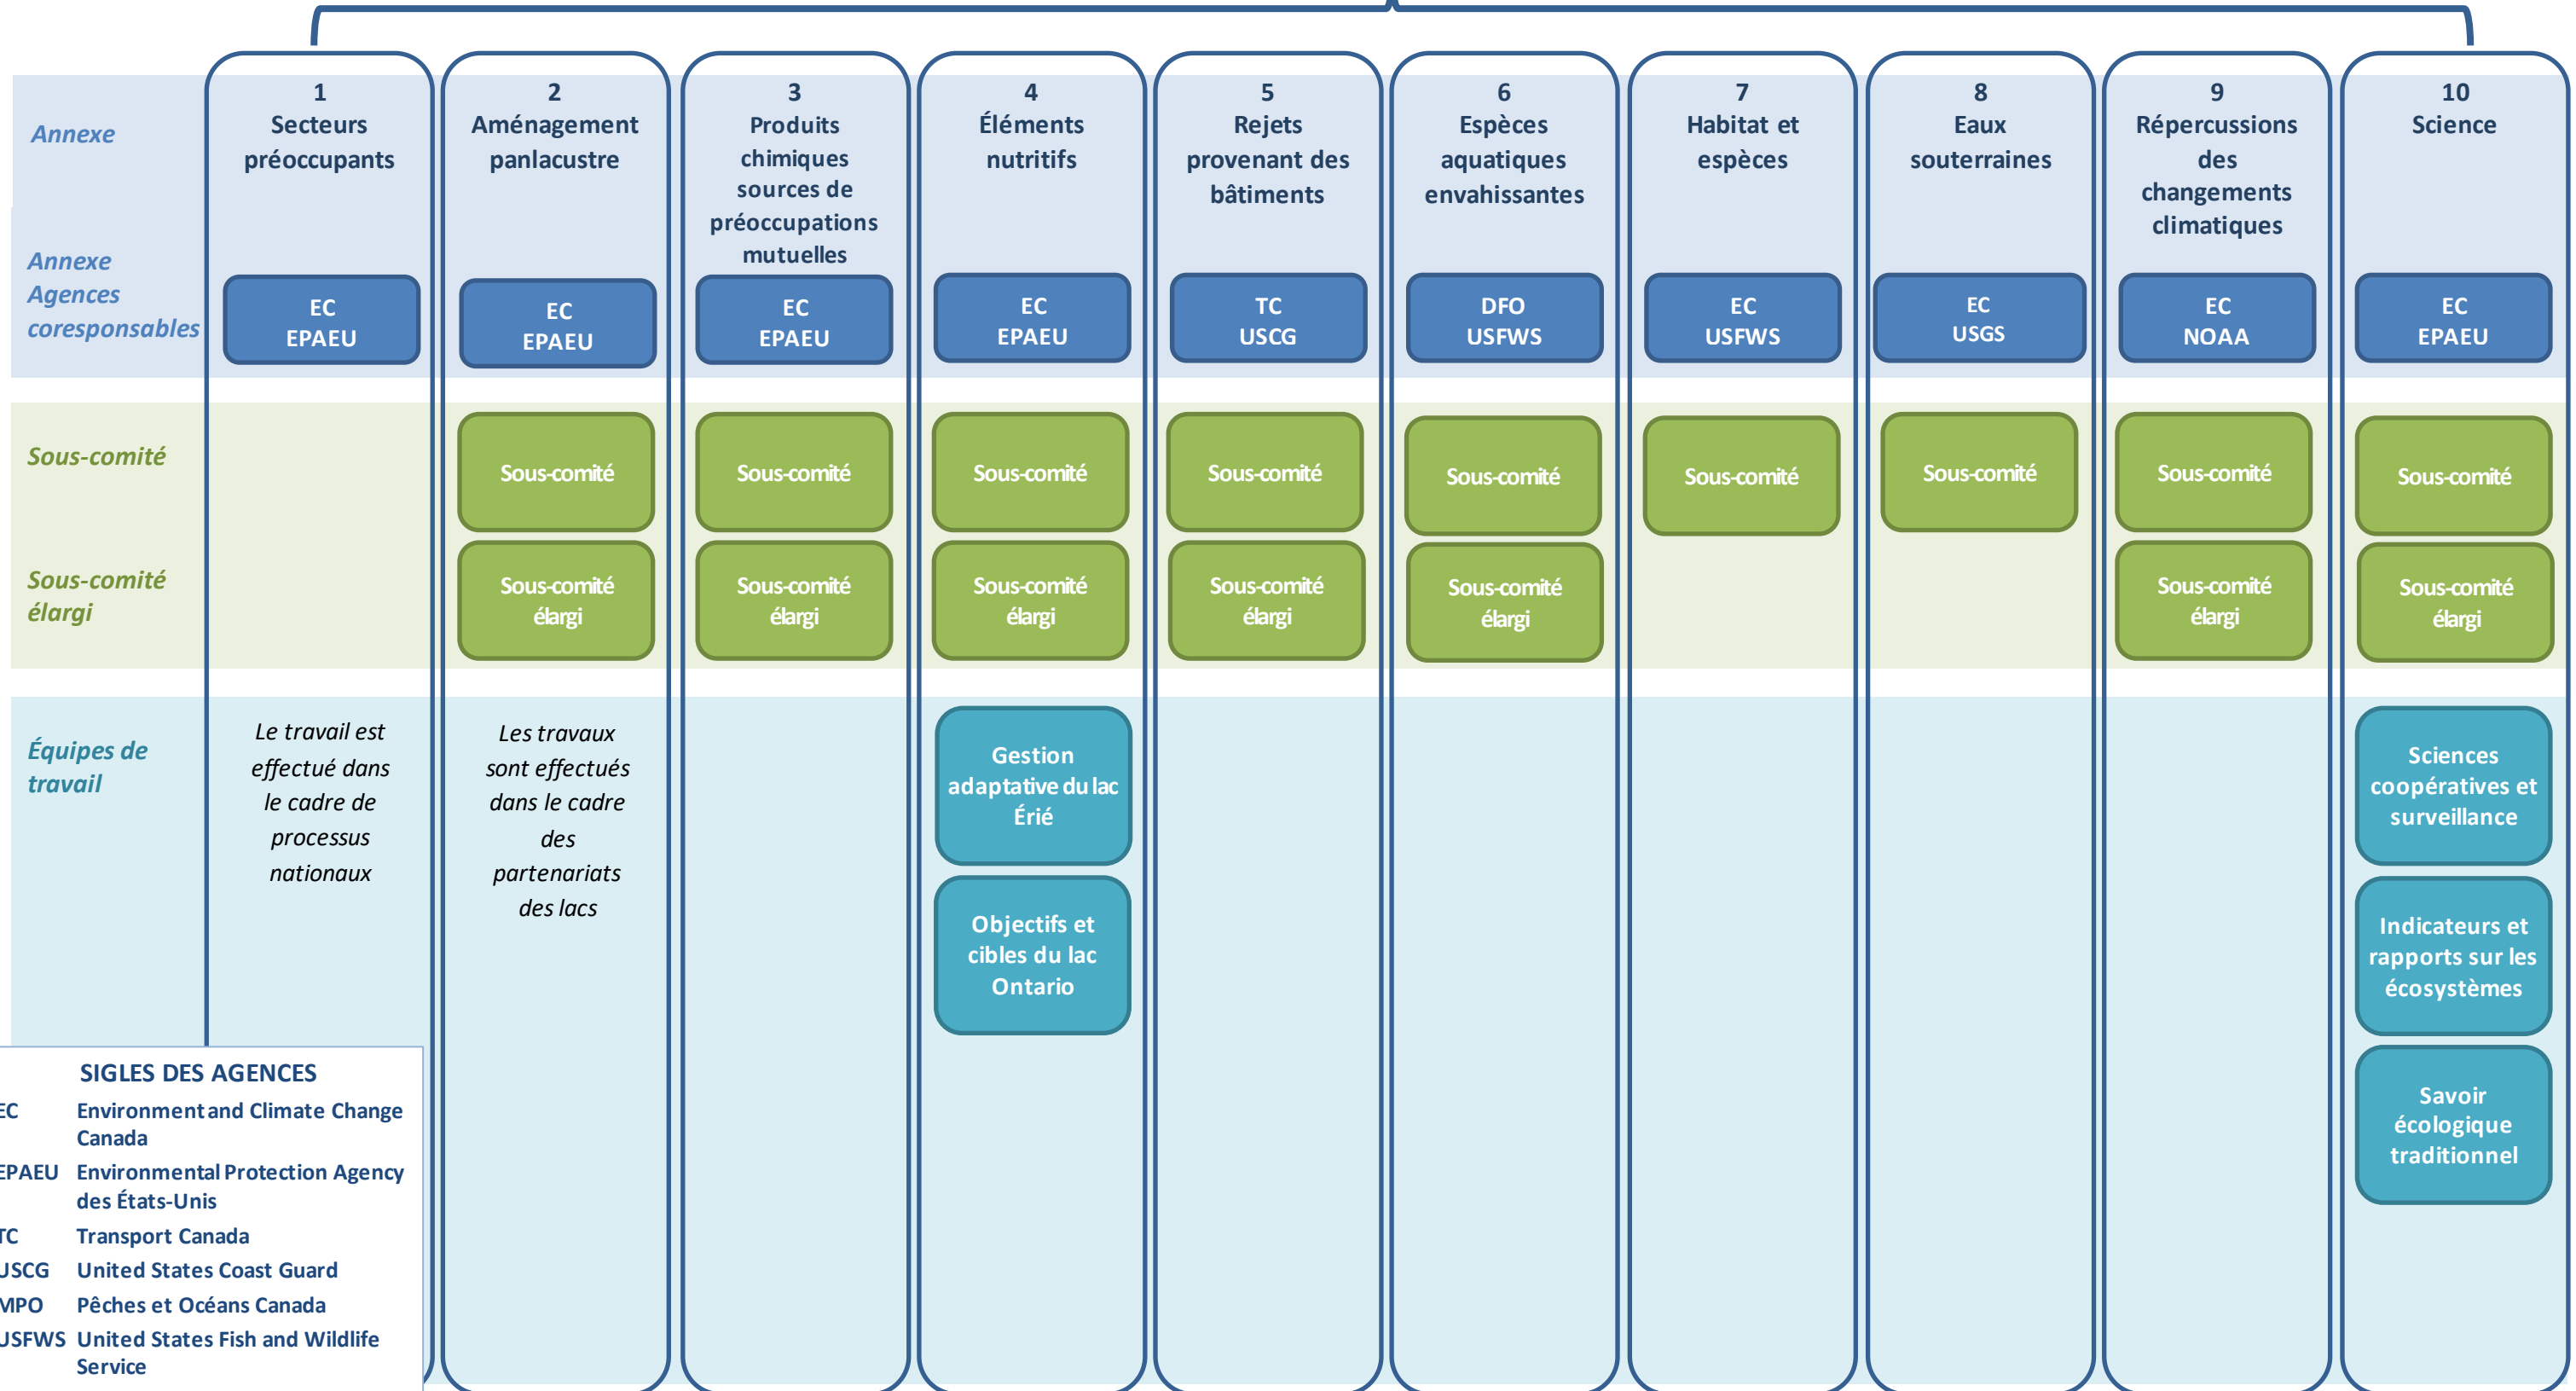 Annexe
Annexe
Agences
coresponsables
1
Secteurs
préoccupants
EC
EPAEU
2
Aménagement
panlacustre
EC
EPAEU
3
Produits
chimiques
sources de
préoccupations
mutuelles
EC
EPAEU
4
Éléments
nutritifs
EC
EPAEU
5
Rejets
provenant des
bâtiments
TC
USCG
6
Espèces
aquatiques
envahissantes
DFO
USFWS
7
Habitat et
espèces
EC
USFWS
8
Eaux
souterraines
EC
USGS
9
Répercussions
des
changements
climatiques
EC
NOAA
10
Science
EC
EPAEU
Sous-comité
Sous-comité
Sous-comité
Sous-comité
Sous-comité
Sous-comité
Sous-comité
Sous-comité
Sous-comité
Sous-comité
Sous-comité
élargi
Sous-comité
élargi
Sous-comité
élargi
Sous-comité
élargi
Sous-comité
élargi
Sous-comité
élargi
Sous-comité
élargi
Sous-comité
élargi
Équipes de
travail
Le travail est
effectué dans
le cadre de
processus
nationaux
Les travaux
sont effectués
dans le cadre
des
partenariats
des lacs
Gestion
adaptative du lac
Érié
Objectifs et
cibles du lac
Ontario
Sciences
coopératives et
surveillance
Indicateurs et
rapports sur les
écosystèmes
Savoir
écologique
traditionnel
SIGLES DES AGENCES
EC Environment and Climate Change
Canada
EPAEU Environmental Protection Agency
des États-Unis
TC Transport Canada
USCG United States Coast Guard
MPO Pêches et Océans Canada
USFWS United States Fish and Wildlife
Service